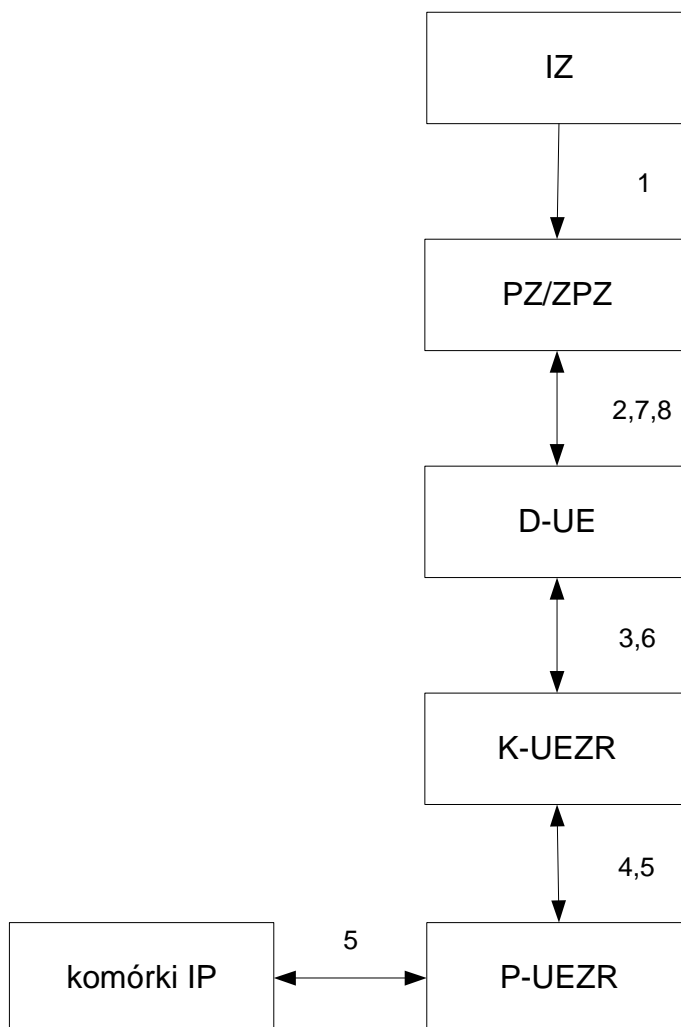 IZ
1
PZ/ZPZ
2,7,8
D-UE
3,6
K-UEZR
4,5
5
komórki IP
P-UEZR